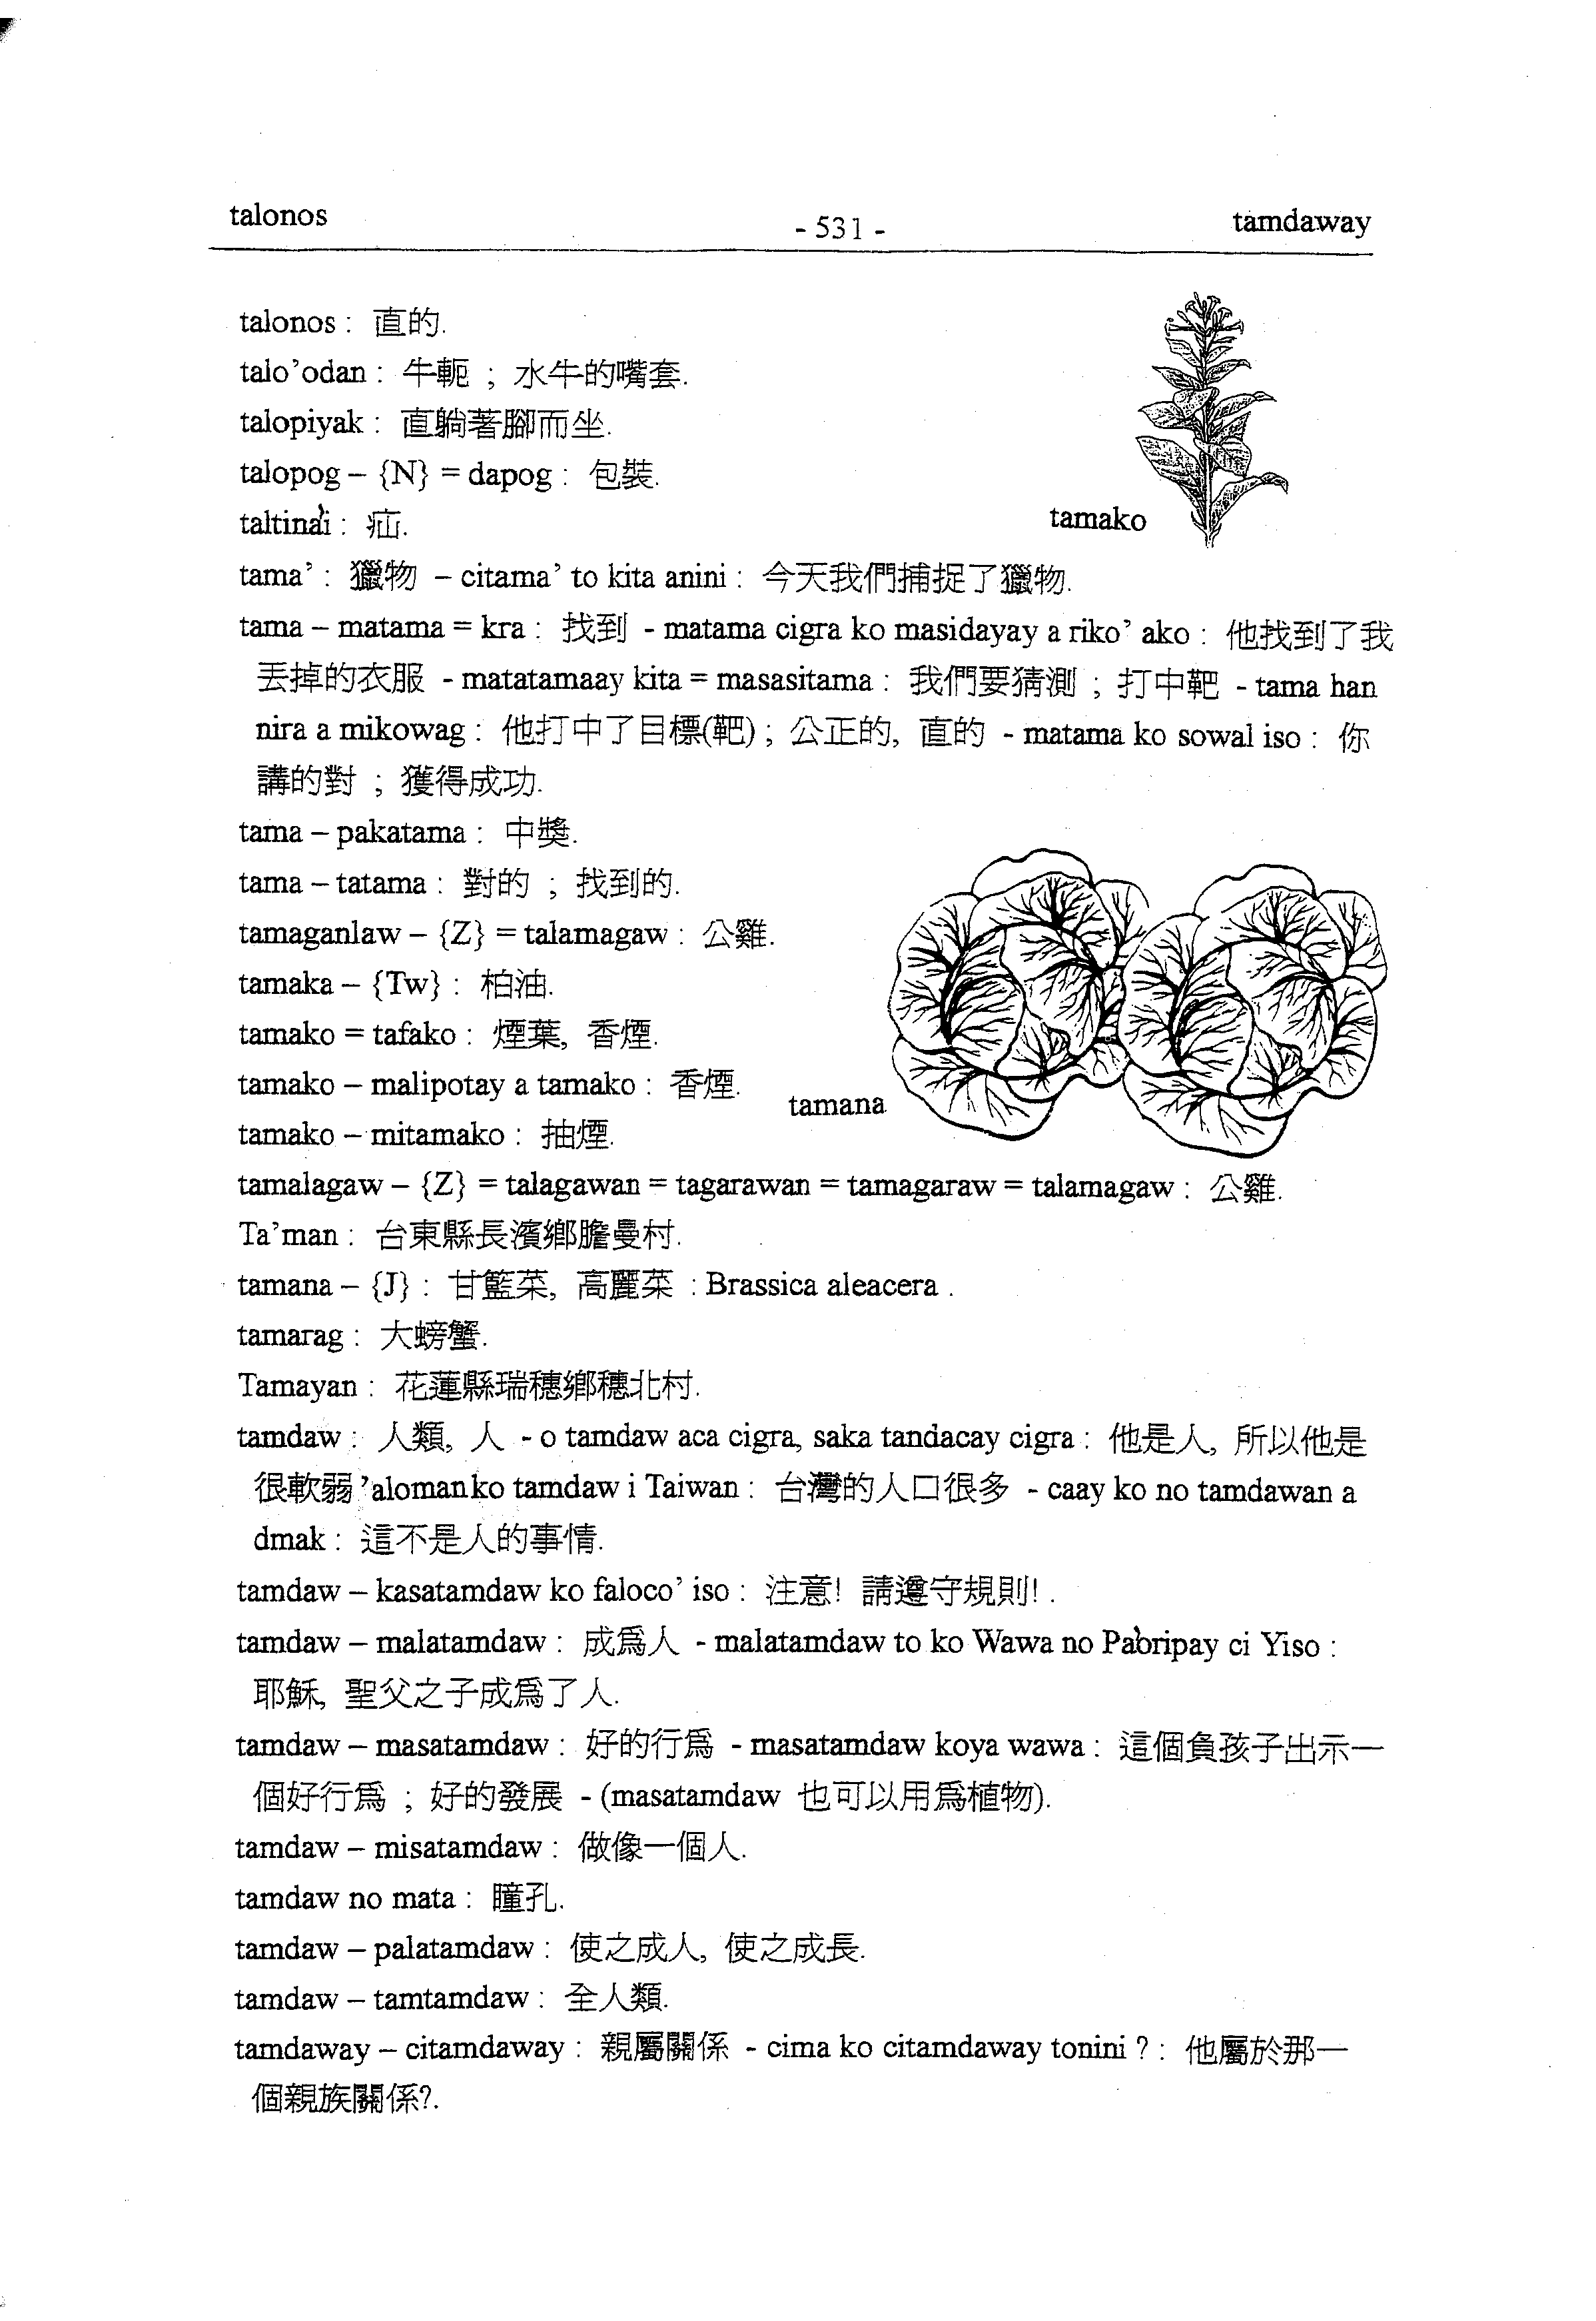 talonos - 531 - tamdaway
talonos : 直的.
talo’odan : 牛軛 ; 水牛的嘴套.
talopiyak : 直躺著腳而坐.
talopog – {N} = dapog : 包裝.
: 疝.
tamako
tama’ : 獵物 – citama’ to kita anini : 今天我們捕捉了獵物.
tama – matama = kra : 找到 - matama cigra ko masidayay a riko’ ako : 他找到了我
丟掉的衣服 - matatamaay kita = masasitama : 我們要猜測 ; 打中靶 - tama han
nira a mikowag : 他打中了目標(靶) ; 公正的, 直的 - matama ko sowal iso : 你
講的對 ; 獲得成功.
tama – pakatama : 中獎.
tama – tatama : 對的 ; 找到的.
tamaganlaw – {Z} = talamagaw : 公雞.
tamaka – {Tw} : 柏油.
tamako = tafako : 煙葉, 香煙.
tamako – malipotay a tamako : 香煙.
tamana
tamako – mitamako : 抽煙.
tamalagaw – {Z} = talagawan = tagarawan = tamagaraw = talamagaw : 公雞.
Ta’man : 台東縣長濱鄉膽曼村.
tamana – {J} : 甘籃菜, 高麗菜 : Brassica aleacera .
tamarag : 大螃蟹.
Tamayan : 花蓮縣瑞穗鄉穗北村.
tamdaw : 人類, 人 - o tamdaw aca cigra, saka tandacay cigra : 他是人, 所以他是
很軟弱 ’aloman ko tamdaw i Taiwan : 台灣的人口很多 - caay ko no tamdawan a
dmak : 這不是人的事情.
tamdaw – kasatamdaw ko faloco’ iso : 注意! 請遵守規則! .
tamdaw – malatamdaw : 成爲人 - malatamdaw to ko Wawa no Pa’oripay ci Yiso :
耶穌, 聖父之子成爲了人.
tamdaw – masatamdaw : 好的行爲 - masatamdaw koya wawa : 這個負孩子出示一
個好行爲 ; 好的發展 - (masatamdaw 也可以用爲植物).
tamdaw – misatamdaw : 做像一個人.
tamdaw no mata : 瞳孔.
tamdaw – palatamdaw : 使之成人, 使之成長.
tamdaw – tamtamdaw : 全人類.
tamdaway – citamdaway : 親屬關係 - cima ko citamdaway tonini ? : 他屬於那一
個親族關係?.